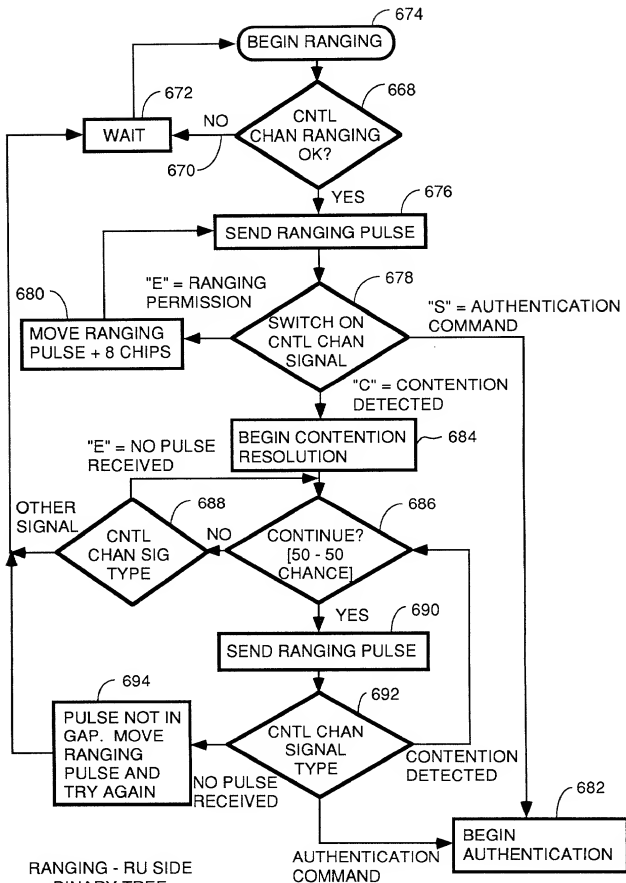 674
BEGIN RANGING
672
668
WAIT
NO
670
CNTL
CHAN RANGING
OK?
YES
676
SEND RANGING PULSE
"E" = RANGING
PERMISSION
678
680
MOVE RANGING
PULSE + 8 CHIPS
SWITCH ON
CNTL CHAN
SIGNAL
"S" = AUTHENTICATION
COMMAND
"C" = CONTENTION
DETECTED
BEGIN CONTENTION
RESOLUTION
684
"E" = NO PULSE
RECEIVED
688
686
OTHER
SIGNAL
CNTL
CHAN SIG
TYPE
NO
CONTINUE?
[50 - 50
CHANCE]
YES
690
SEND RANGING PULSE
694
692
PULSE NOT IN
GAP. MOVE
RANGING
PULSE AND
TRY AGAIN
CNTL CHAN
SIGNAL
TYPE
NO PULSE
RECEIVED
CONTENTION
DETECTED
682
BEGIN
AUTHENTICATION
AUTHENTICATION
COMMAND
RANGING - RU SIDE
BINARY TREE